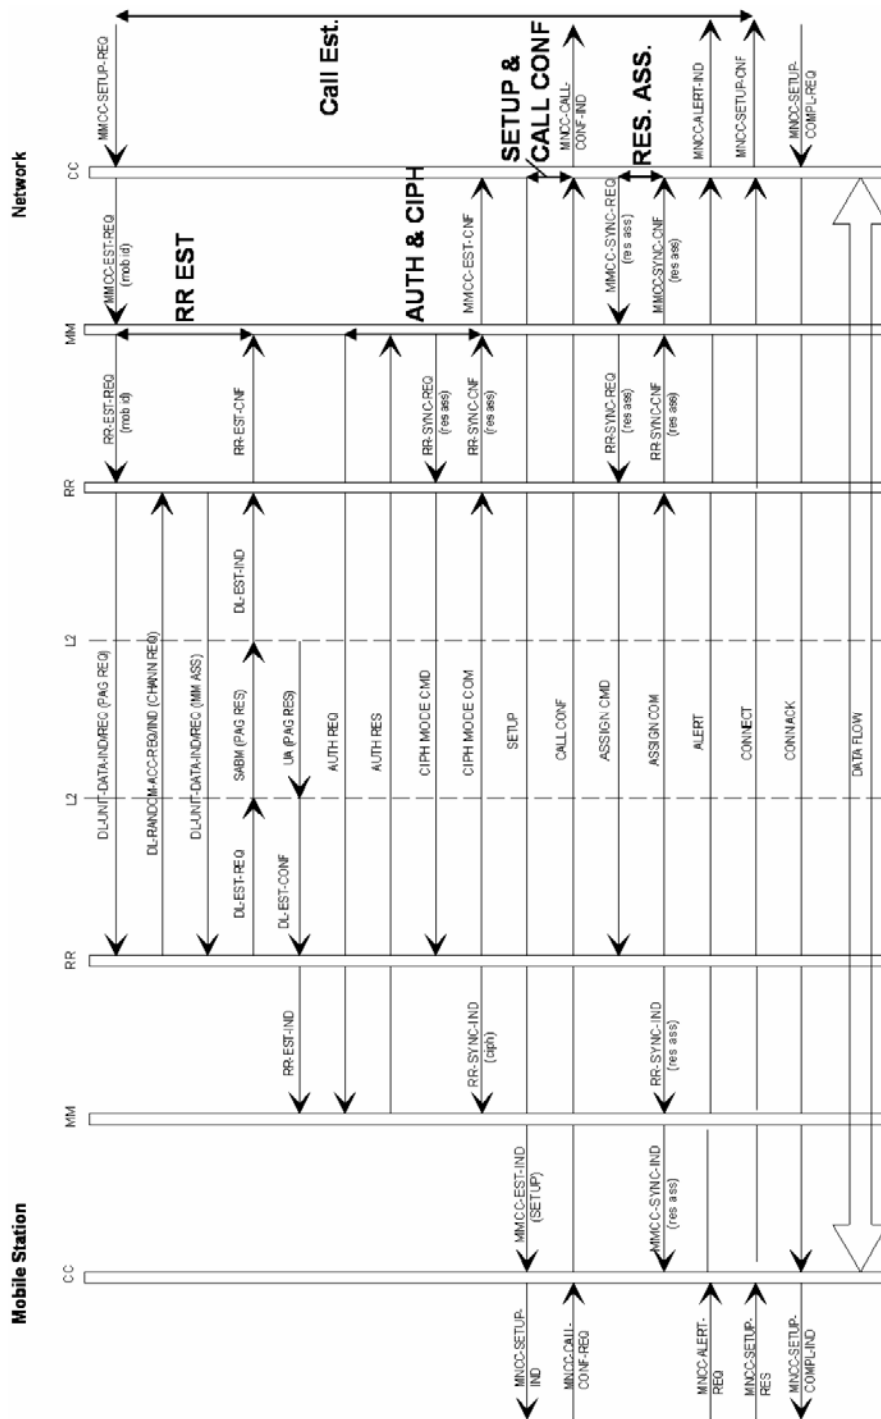 Mobile Station
Network
CC
MM
RR
L2
L2
RR
MM
CC
MMCC-SETUP-REQ
MMCC-EST-REQ
(mob id)
RR-EST-REQ
(mob id)
DL-UNIT-DATA-IND/REQ (PAG REQ)
DL-RANDOM-ACC-REQ/IND (CHANN REQ)
DL-UNIT-DATA-IND/REQ (IMM ASS)
DL-EST-REQ
SABM (PAG RES)
DL-EST-IND
RR-EST-CNF
RR EST
Call Est.
RR-EST-IND
DL-EST-CONF
UA (PAG RES)
AUTH REQ
AUTH RES
CIPH MODE CMD
RR-SYNC-REQ
(res ass)
RR-SYNC-IND
(ciph)
CIPH MODE COM
RR-SYNC-CNF
(res ass)
AUTH & CIPH
MMCC-EST-CNF
MNCC-SETUP-
IND
MMCC-EST-IND
(SETUP)
SETUP
SETUP &
CALL CONF
MNCC-CALL-
CONF-REQ
CALL CONF
MNCC-CALL-
CONF-IND
ASSIGN CMD
RR-SYNC-REQ
(res ass)
MMCC-SYNC-REQ
(res ass)
RES. ASS.
MMCC-SYNC-IND
(res ass)
RR-SYNC-IND
(res ass)
ASSIGN COM
RR-SYNC-CNF
(res ass)
MMCC-SYNC-CNF
(res ass)
MNCC-ALERT-
REQ
ALERT
MNCC-ALERT-IND
MNCC-SETUP-
RES
CONNECT
MNCC-SETUP-CNF
MNCC-SETUP-
COMPL-IND
CONN ACK
MNCC-SETUP-
COMPL-REQ
DATA FLOW